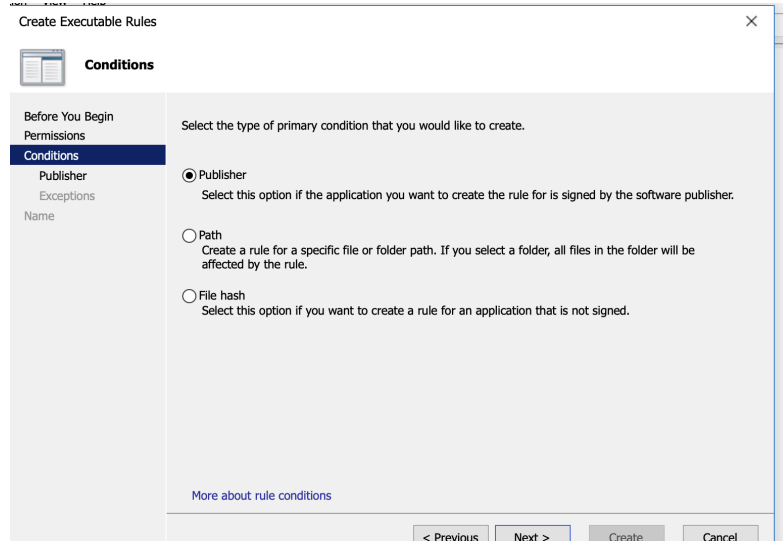 View Help
Create Executable Rules
Conditions
Before You Begin
Permissions
Conditions
Publisher
Exceptions
Name
Select the type of primary condition that you would like to create.
Publisher
Select this option if the application you want to create the rule for is signed by the software publisher.
Path
Create a rule for a specific file or folder path. If you select a folder, all files in the folder will be
affected by the rule.
File hash
Select this option if you want to create a rule for an application that is not signed.
More about rule conditions
< Previous Next > Create Cancel